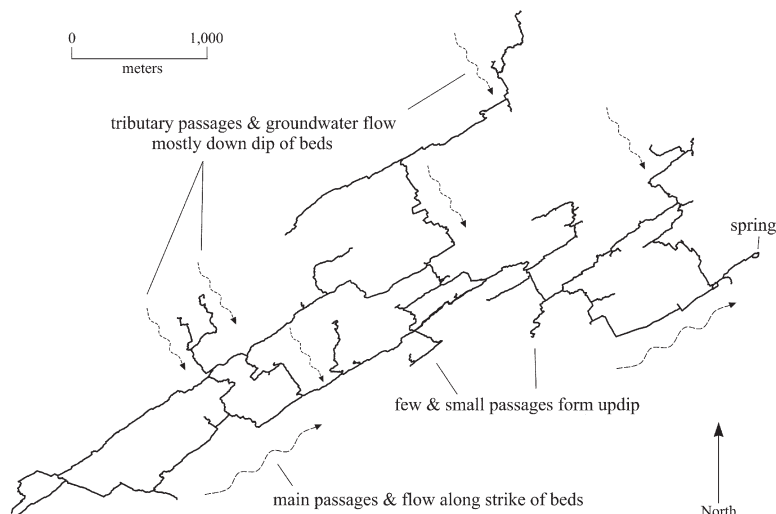 0 1,000
meters
tributary passages & groundwater flow
mostly down dip of beds
spring
few & small passages form updip
main passages & flow along strike of beds
North